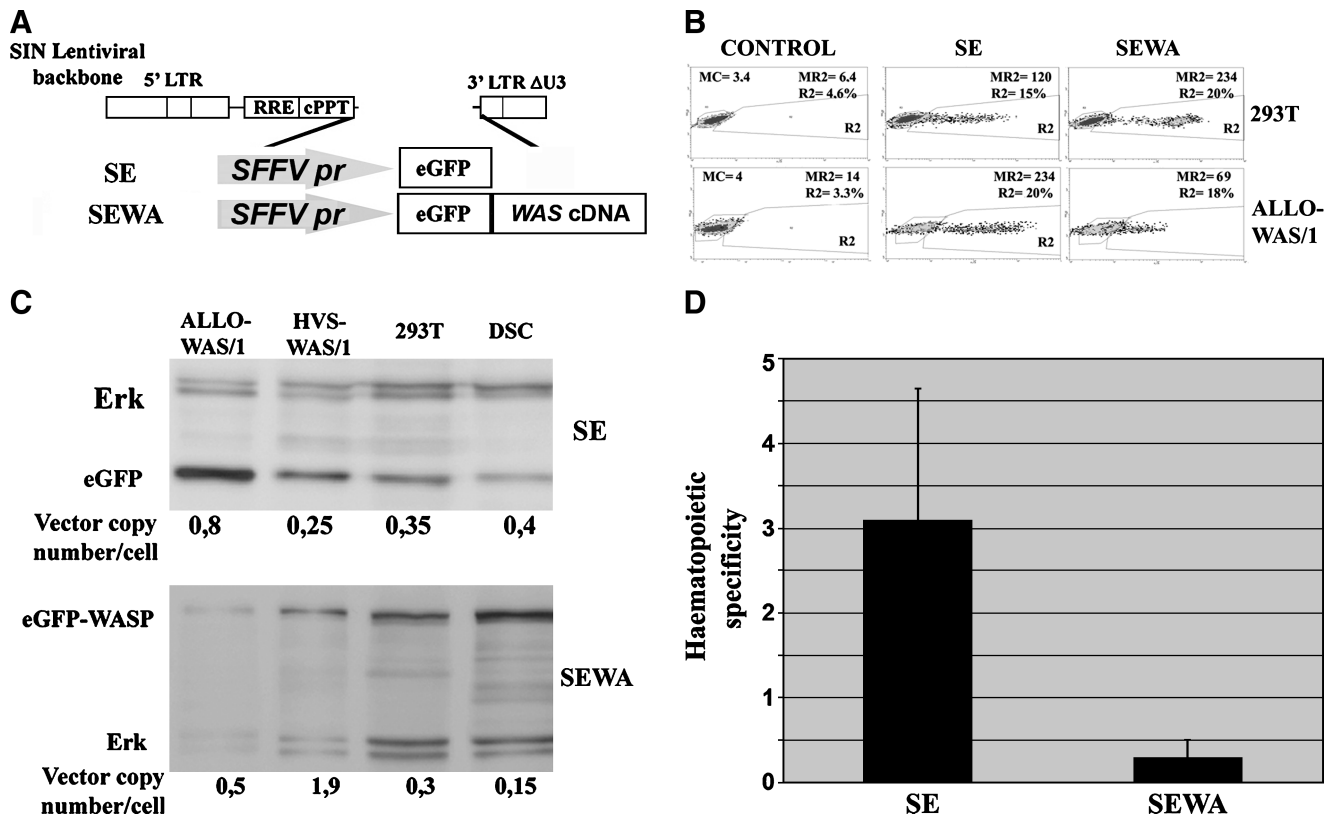 A
SIN Lentiviral
backbone
5’ LTR
3’ LTR ΔU3
RRE cPPT
SE
SFFV pr
eGFP
SEWA
SFFV pr
eGFP
WAS cDNA
B
CONTROL
SE
SEWA
MC= 3.4
MR2= 6.4
R2= 4.6%
R2
MR2= 120
R2= 15%
R2
MR2= 234
R2= 20%
R2
293T
MC= 4
MR2= 14
R2= 3.3%
R2
MR2= 234
R2= 20%
R2
MR2= 69
R2= 18%
R2
ALLO-
WAS/1
C
ALLO-
WAS/1
HVS-
WAS/1
293T
DSC
Erk
SE
eGFP
Vector copy
number/cell
0,8
0,25
0,35
0,4
eGFP-WASP
SEWA
Erk
Vector copy
number/cell
0,5
1,9
0,3
0,15
D
Haematopoietic
specificity
5
4
3
2
1
0
SE
SEWA